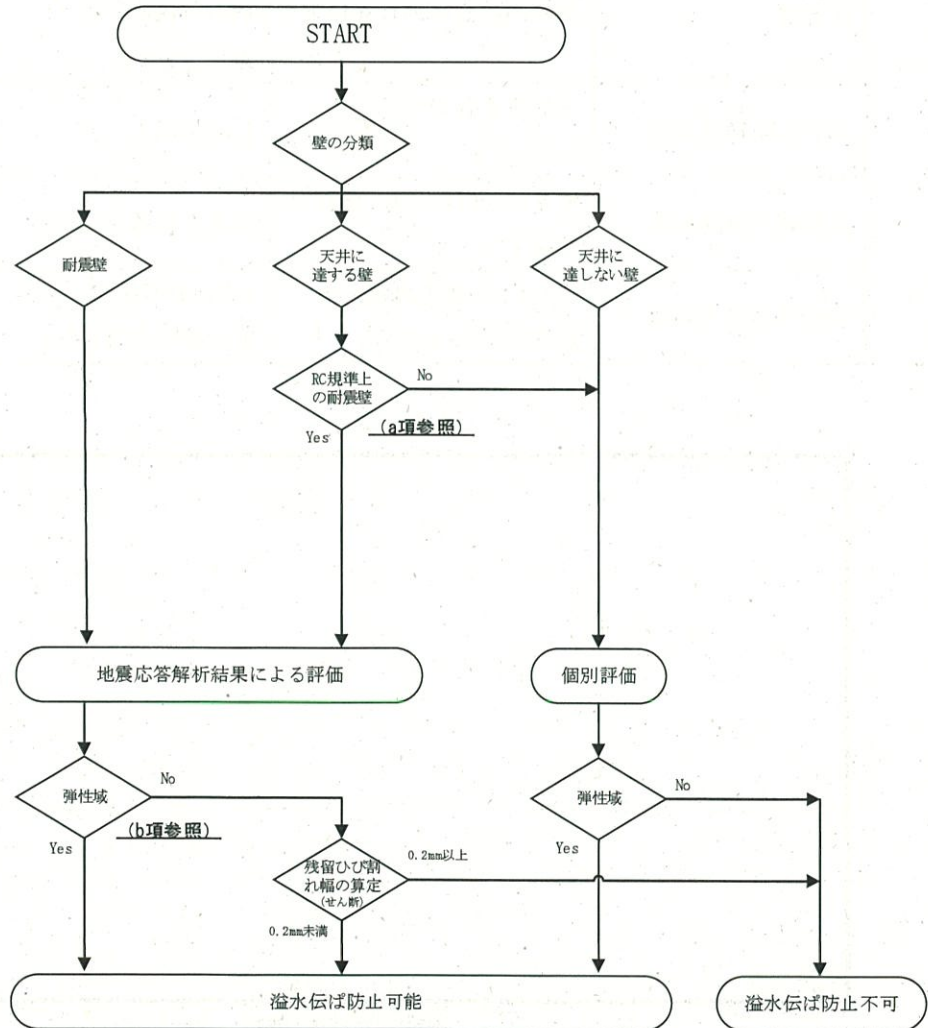 START
壁の分類
耐震壁
天井に
達する壁
天井に
達しない壁
RC規準上
の耐震壁
No
(a項参照)
Yes
地震応答解析結果による評価
個別評価
弾性域
No
(b項参照)
Yes
弾性域
No
Yes
残留ひび割
れ幅の算定
(せん断)
0.2mm以上
0.2mm未満
溢水伝ぱ防止可能
溢水伝ぱ防止不可